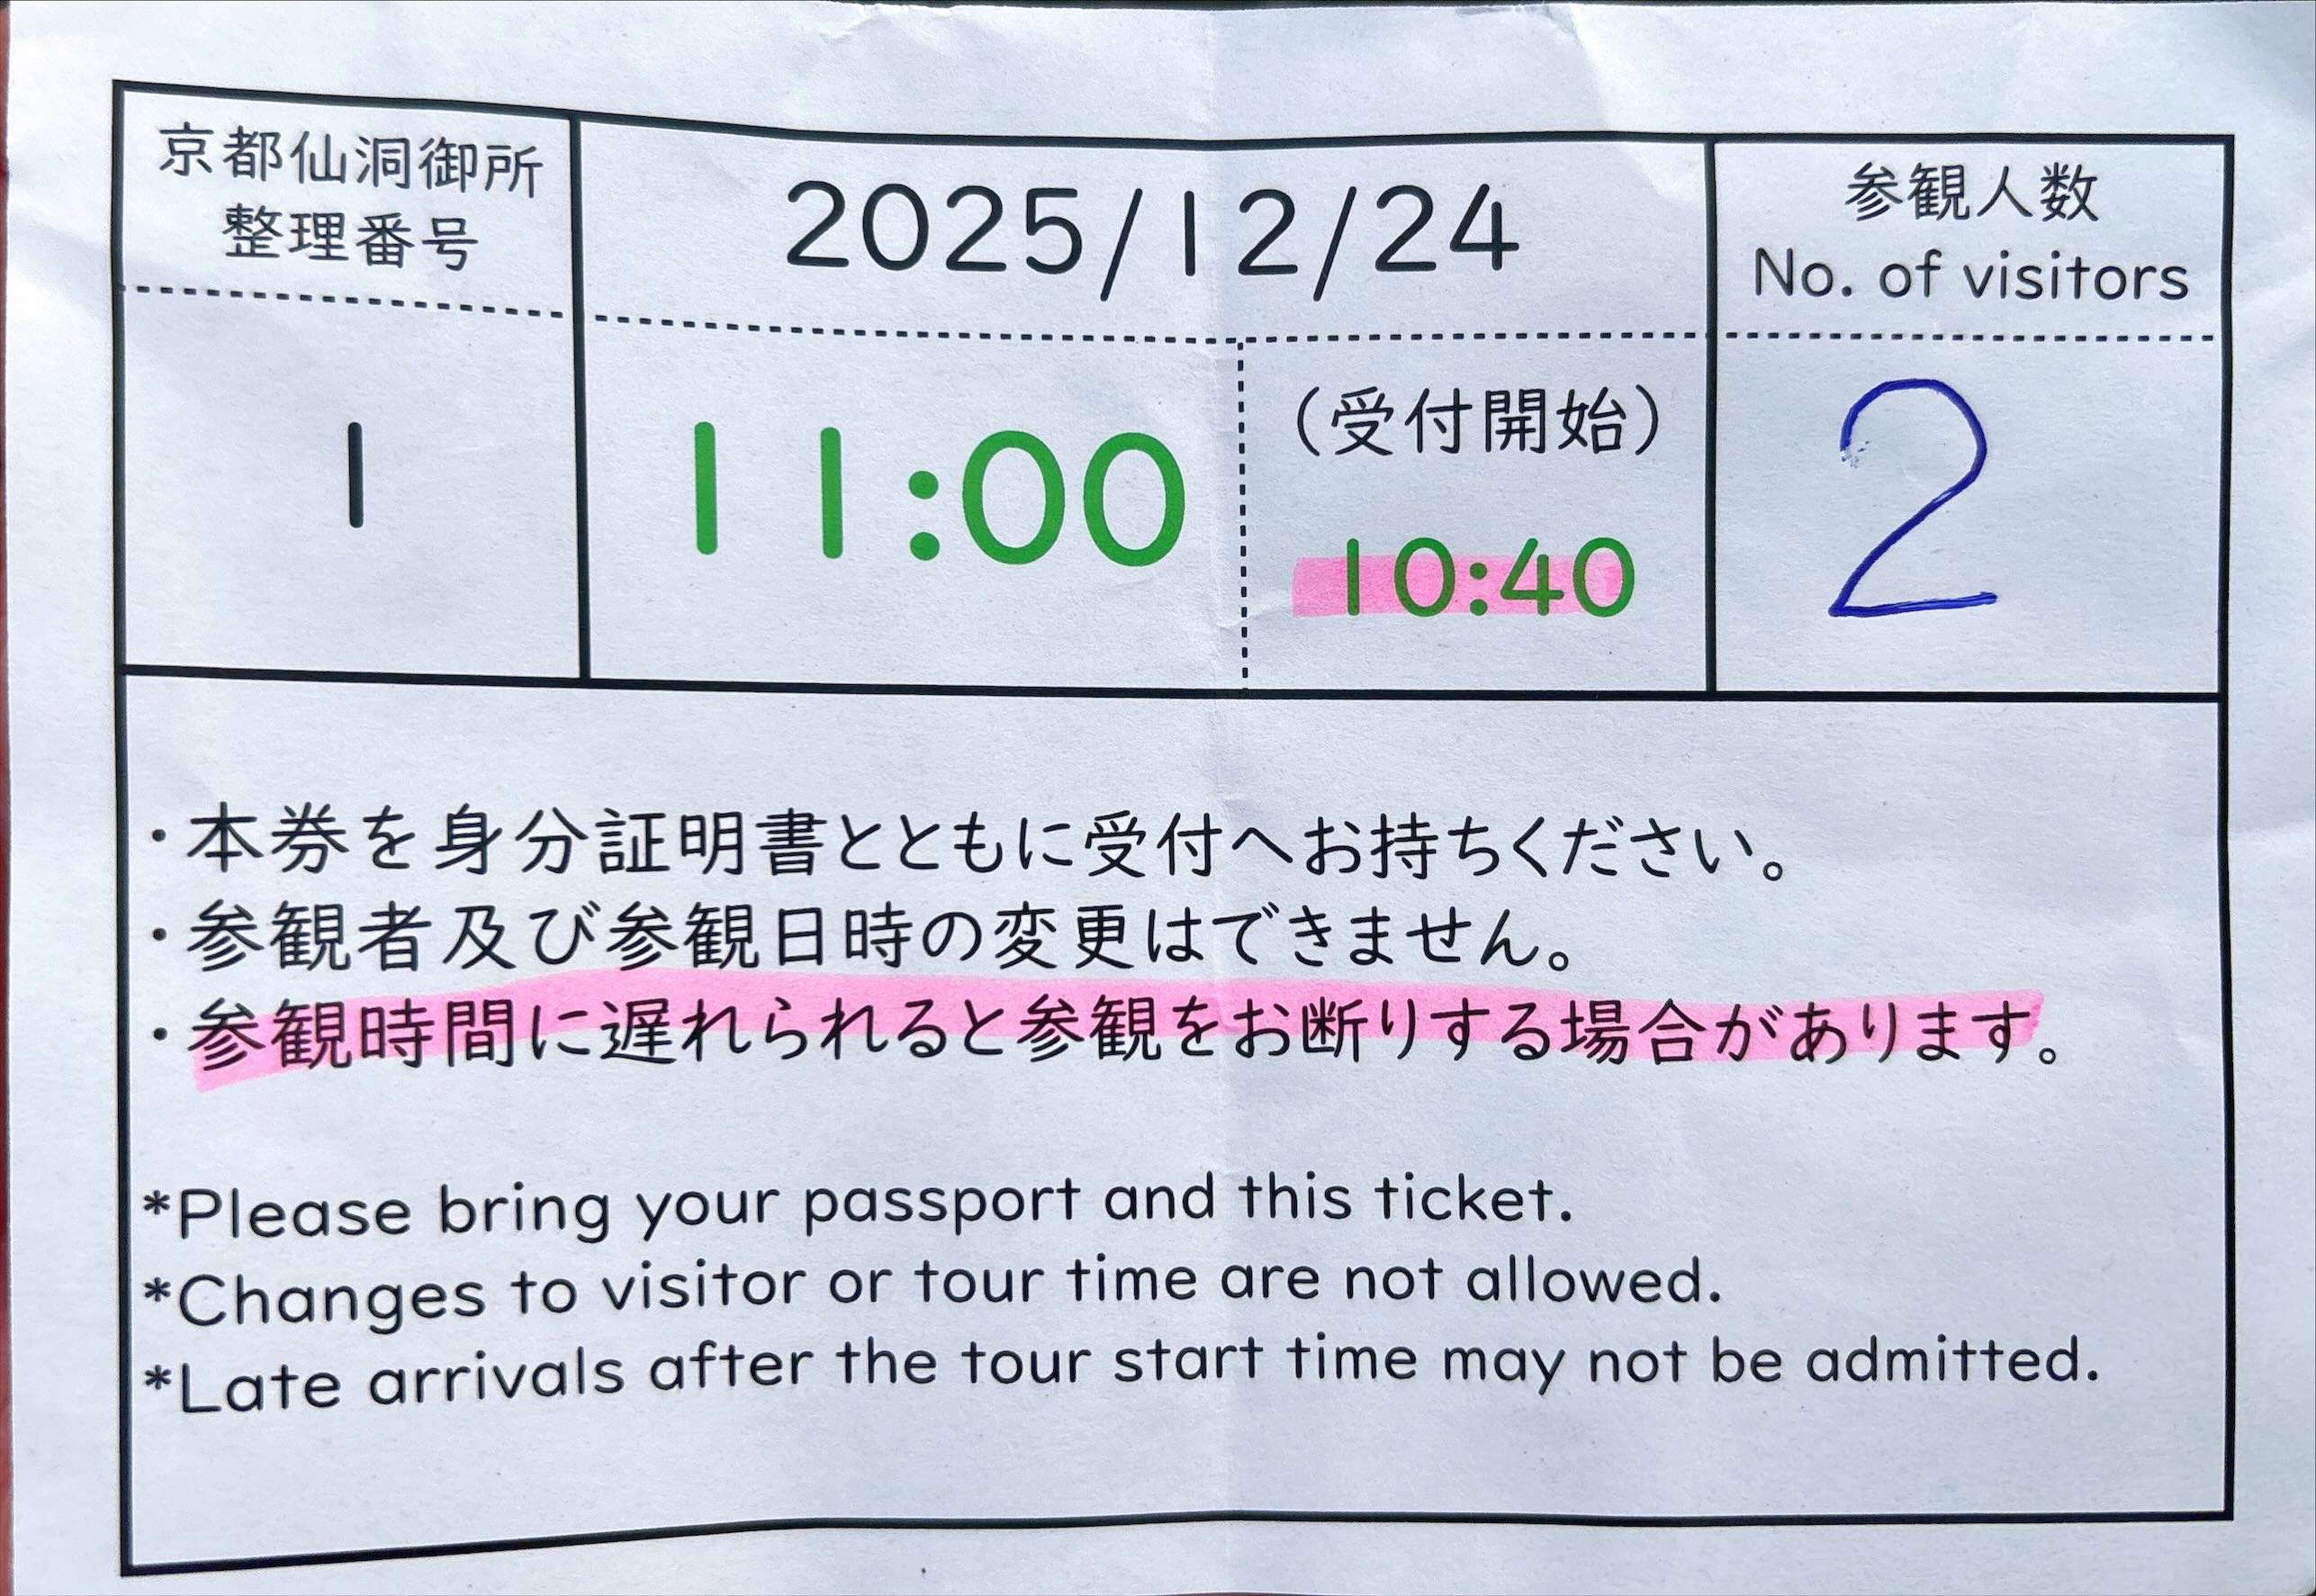 京都仙洞御所
整理番号
1
2025/12/24
11:00
（受付開始）
10:40
参観人数
No. of visitors
2
・本券を身分証明書とともに受付へお持ちください。
・参観者及び参観日時の変更はできません。
・参観時間に遅れられると参観をお断りする場合があります。
*Please bring your passport and this ticket.
*Changes to visitor or tour time are not allowed.
*Late arrivals after the tour start time may not be admitted.